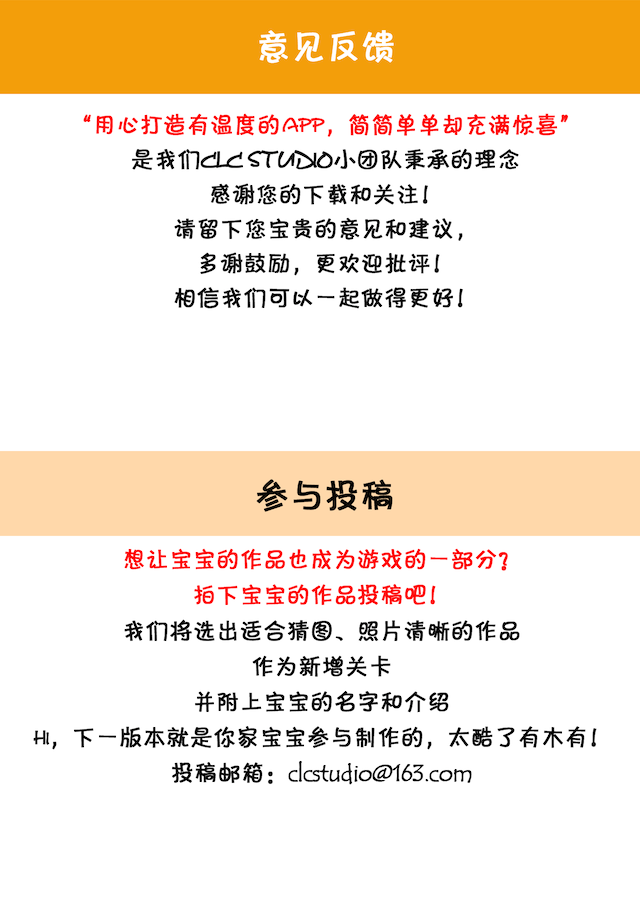 意见反馈
“用心打造有温度的APP，简简单单却充满惊喜”
是我们CLC STUDIO小团队秉承的理念
感谢您的下载和关注！
请留下您宝贵的意见和建议，
多谢鼓励，更欢迎批评！
相信我们可以一起做得更好！
参与投稿
想让宝宝的作品也成为游戏的一部分？
拍下宝宝的作品投稿吧！
我们将选出适合猜图、照片清晰的作品
作为新增关卡
并附上宝宝的名字和介绍
Hi，下一版本就是你家宝宝参与制作的，太酷了有木有！
投稿邮箱：clcstudio@163.com